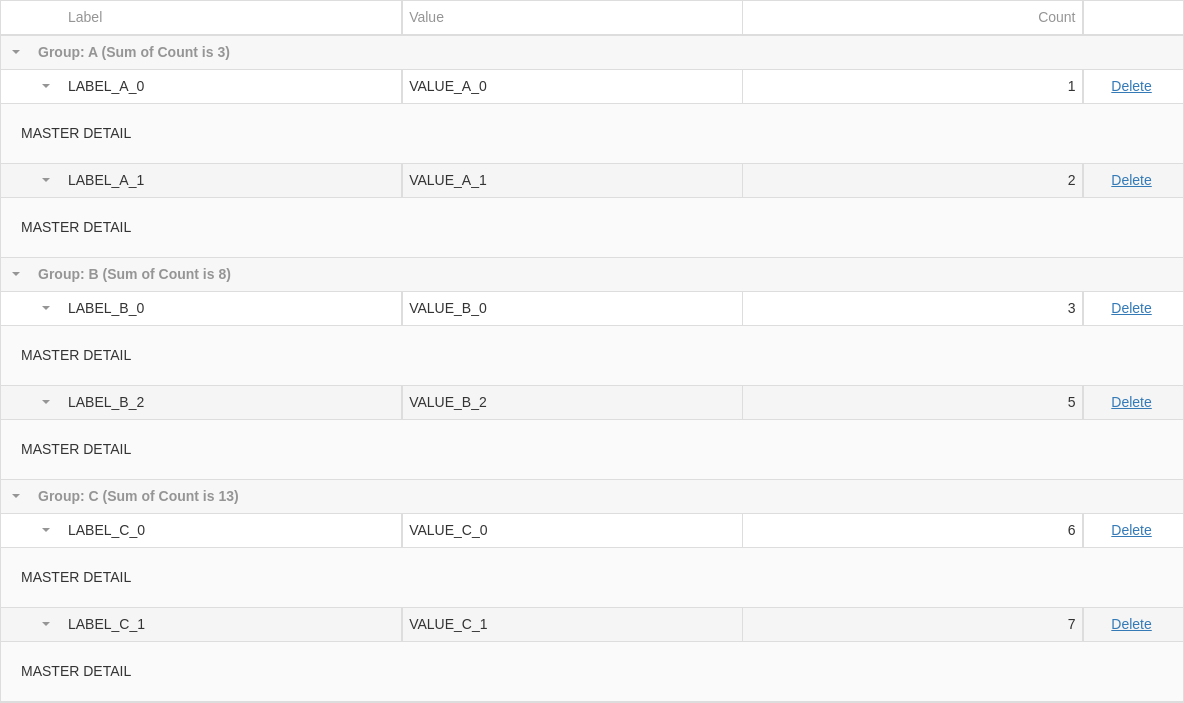 Label Value Count
Group: A (Sum of Count is 3)
LABEL_A_0 VALUE_A_0 1 Delete
MASTER DETAIL
LABEL_A_1 VALUE_A_1 2 Delete
MASTER DETAIL
Group: B (Sum of Count is 8)
LABEL_B_0 VALUE_B_0 3 Delete
MASTER DETAIL
LABEL_B_2 VALUE_B_2 5 Delete
MASTER DETAIL
Group: C (Sum of Count is 13)
LABEL_C_0 VALUE_C_0 6 Delete
MASTER DETAIL
LABEL_C_1 VALUE_C_1 7 Delete
MASTER DETAIL